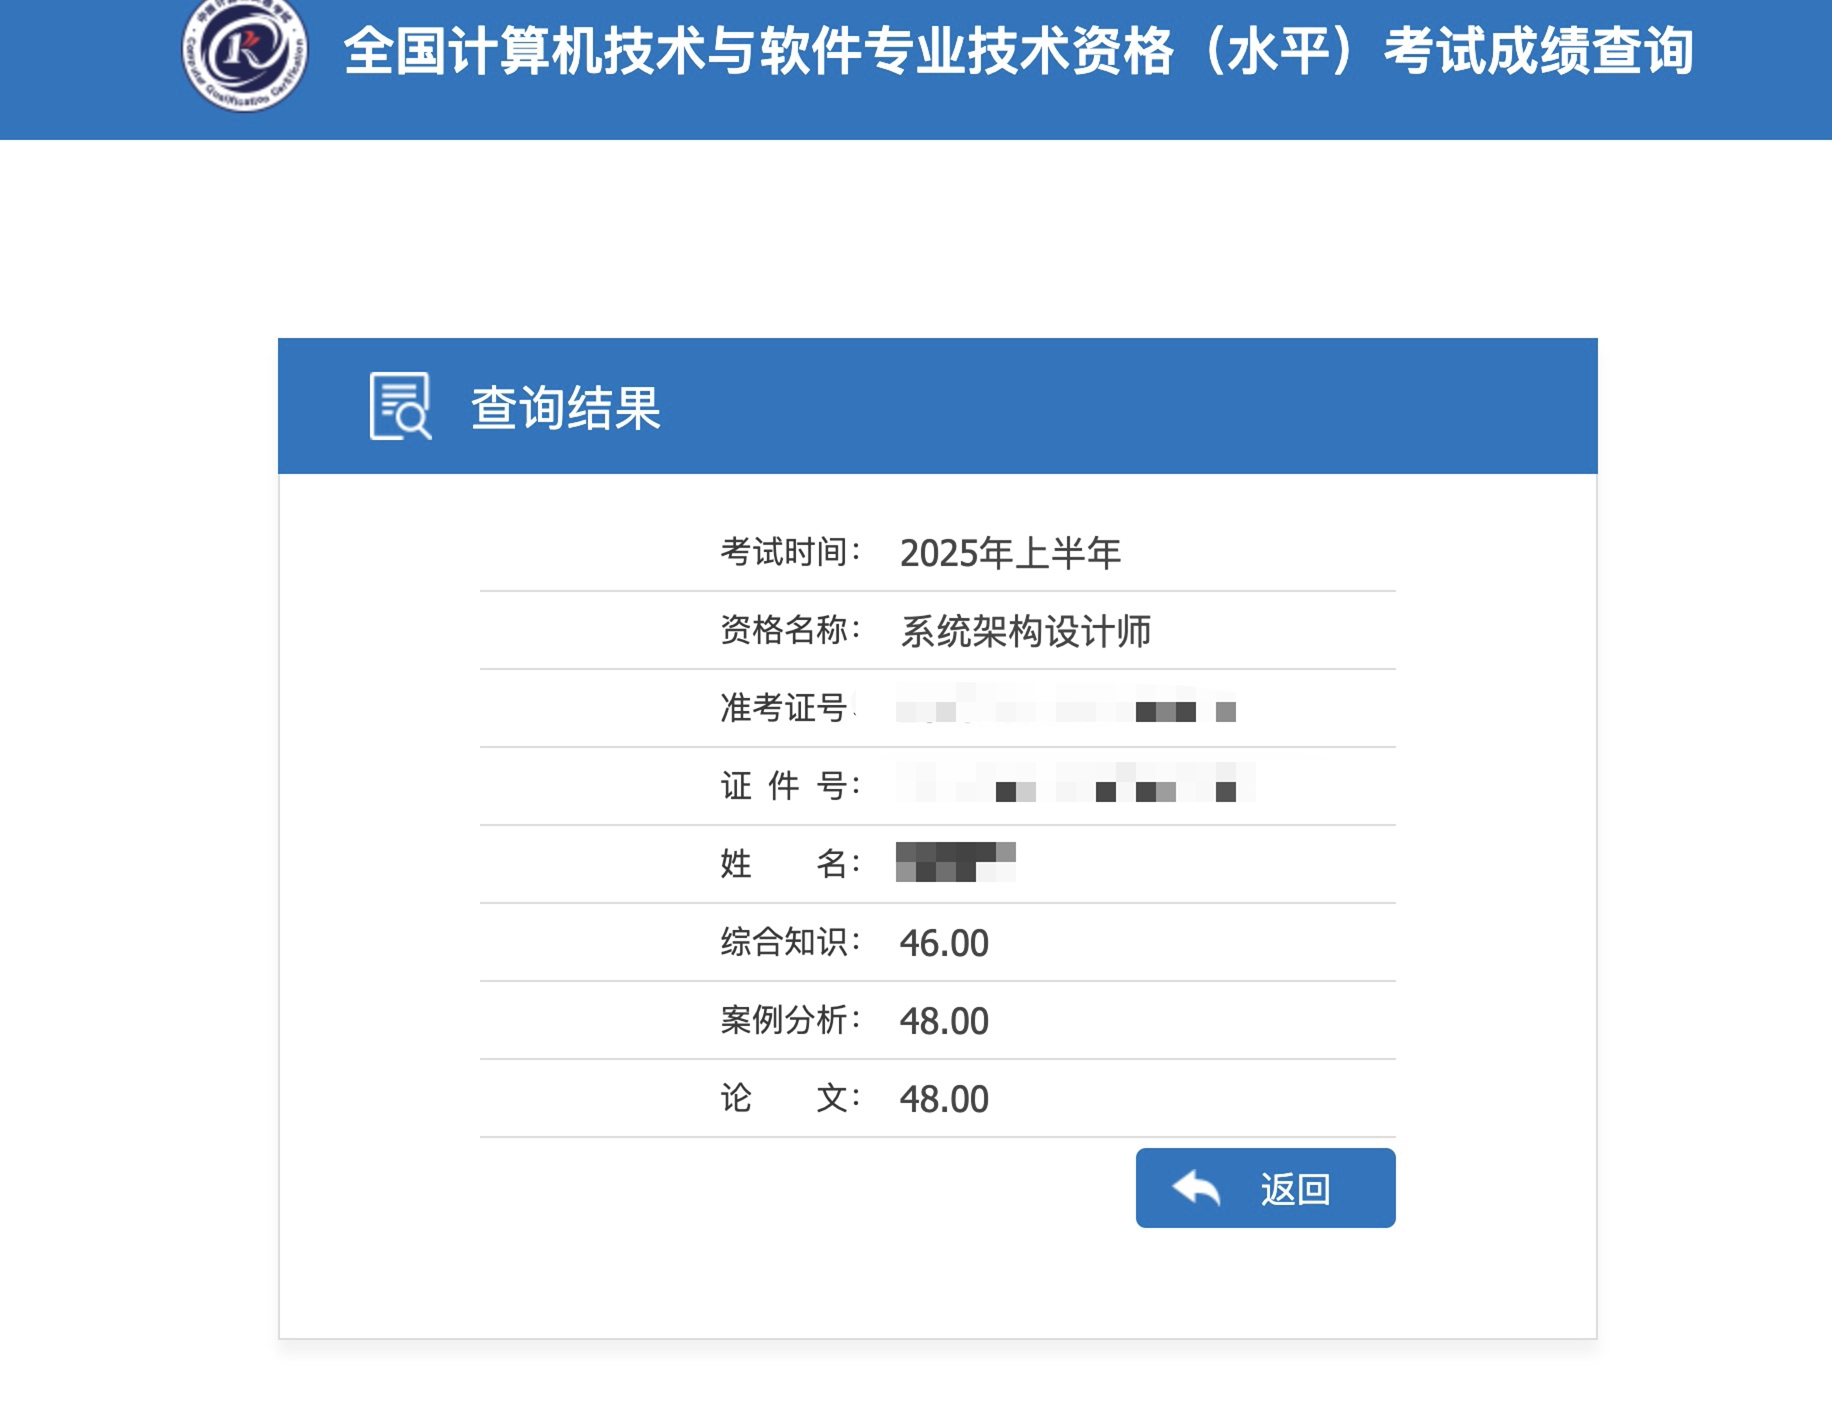 全国计算机技术与软件专业技术资格（水平）考试成绩查询
查询结果
考试时间： 2025年上半年
资格名称： 系统架构设计师
准考证号
证 件 号：
姓 名：
综合知识： 46.00
案例分析： 48.00
论 文： 48.00
返回